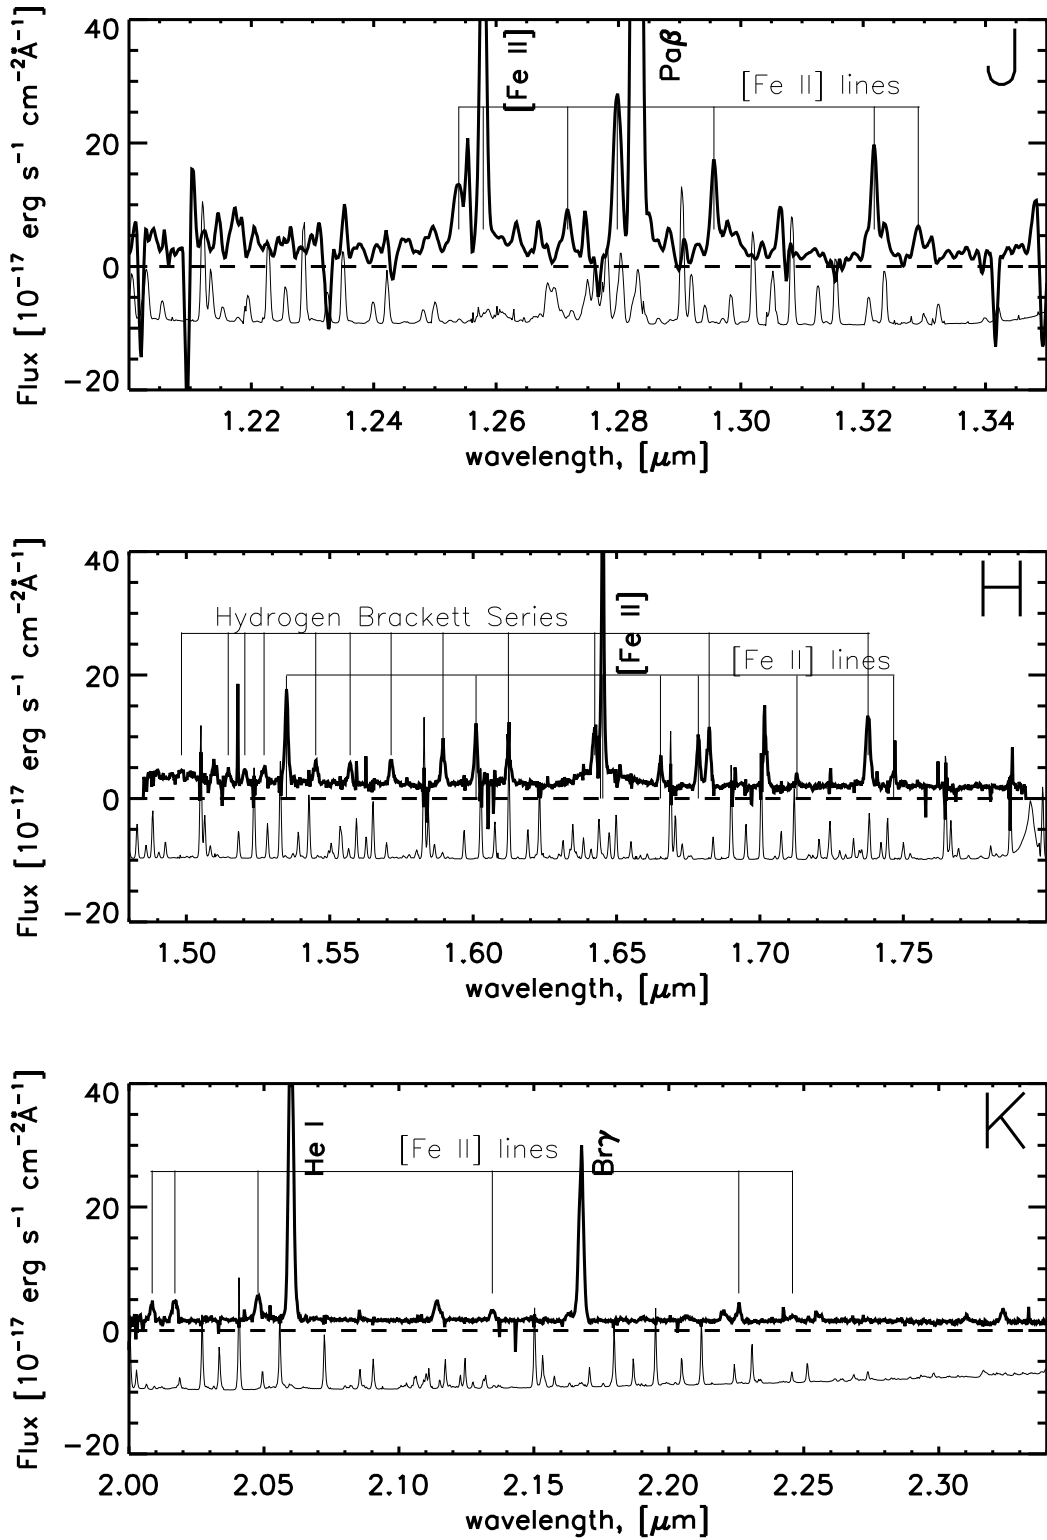 40
20
0
−20
Flux [10⁻¹⁷ erg s⁻¹ cm⁻²Å⁻¹]
[Fe II]
Paβ
[Fe II] lines
J
1.22 1.24 1.26 1.28 1.30 1.32 1.34
wavelength, [μm]
40
20
0
−20
Flux [10⁻¹⁷ erg s⁻¹ cm⁻²Å⁻¹]
H
Hydrogen Brackett Series
[Fe II]
[Fe II] lines
1.50 1.55 1.60 1.65 1.70 1.75
wavelength, [μm]
40
20
0
−20
Flux [10⁻¹⁷ erg s⁻¹ cm⁻²Å⁻¹]
K
He I
[Fe II] lines
Brγ
2.00 2.05 2.10 2.15 2.20 2.25 2.30
wavelength, [μm]